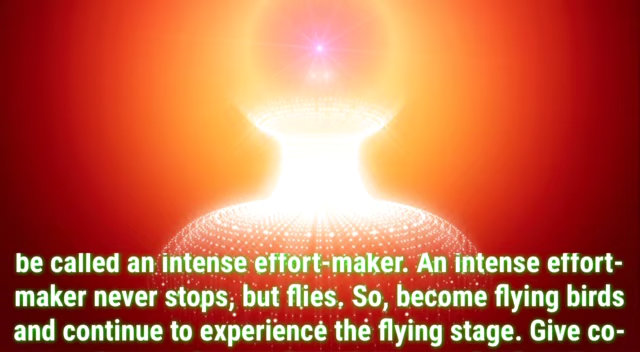 be called an intense effort-maker. An intense effort-
maker never stops, but flies. So, become flying birds
and continue to experience the flying stage. Give co-